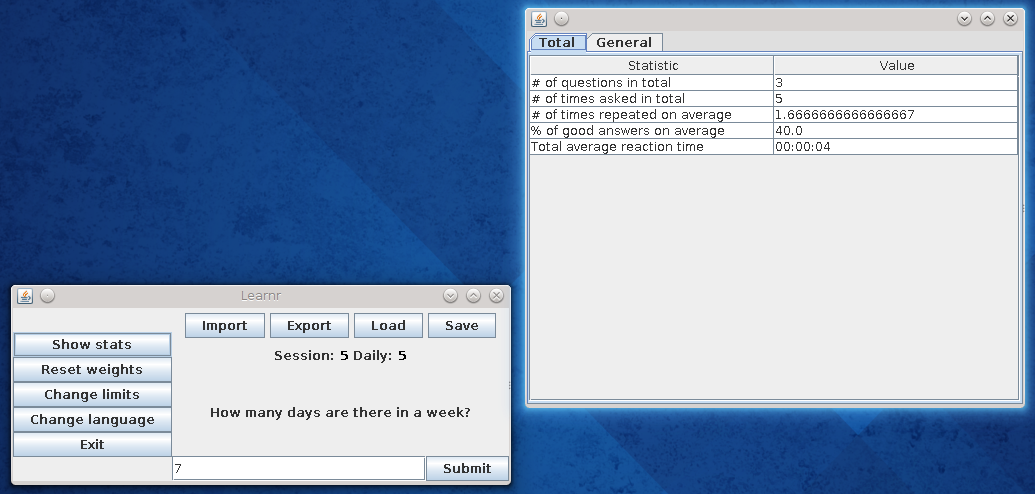 Learnr
Import Export Load Save
Show stats
Reset weights
Change limits
Change language
Exit
Session: 5 Daily: 5
How many days are there in a week?
7 Submit
Total General
Statistic Value
# of questions in total 3
# of times asked in total 5
# of times repeated on average 1.6666666666666667
% of good answers on average 40.0
Total average reaction time 00:00:04